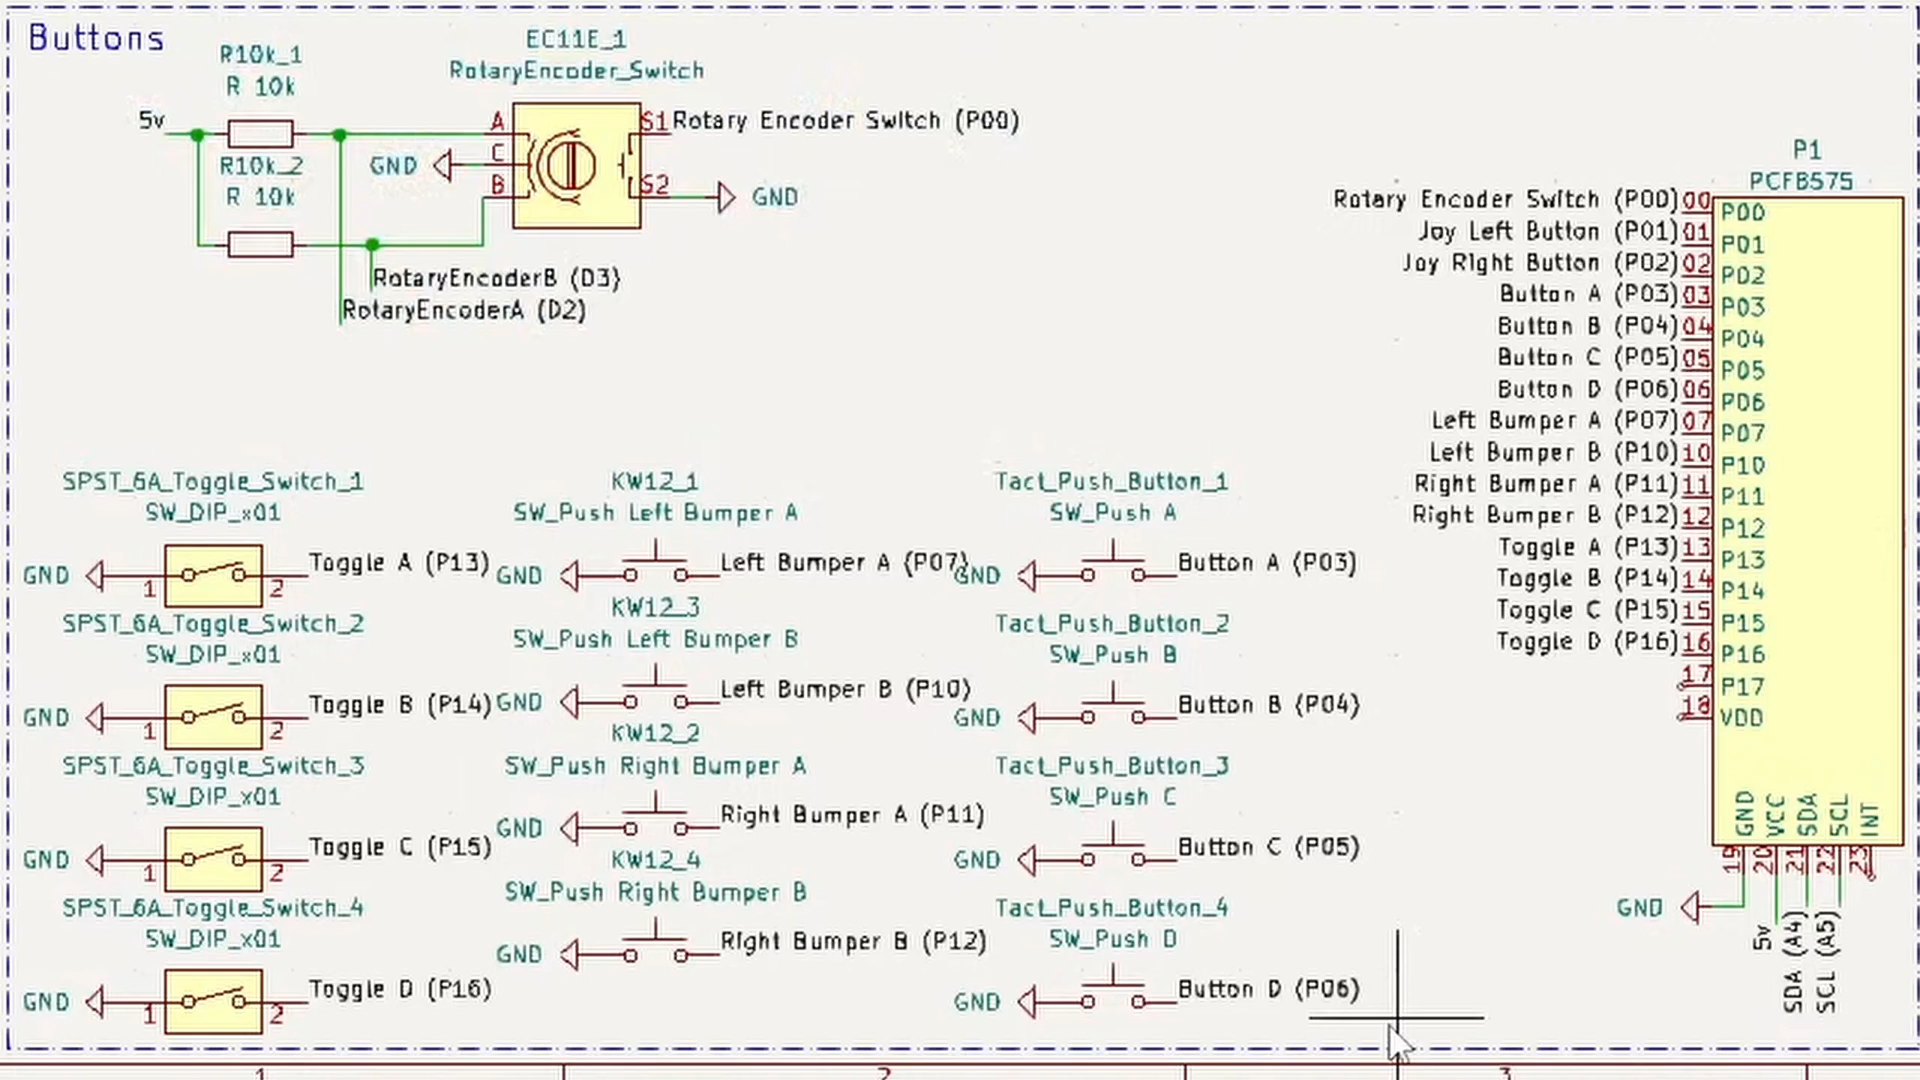 Buttons
R10k_1
R 10k
5v
R10k_2
R 10k
EC11E_1
RotaryEncoder_Switch
A
C
B
GND
S1
Rotary Encoder Switch (P00)
S2
GND
RotaryEncoderB (D3)
RotaryEncoderA (D2)
SPST_6A_Toggle_Switch_1
SW_DIP_x01
GND
1
2
Toggle A (P13)
SPST_6A_Toggle_Switch_2
SW_DIP_x01
GND
1
2
Toggle B (P14)
SPST_6A_Toggle_Switch_3
SW_DIP_x01
GND
1
2
Toggle C (P15)
SPST_6A_Toggle_Switch_4
SW_DIP_x01
GND
1
2
Toggle D (P16)
KW12_1
SW_Push Left Bumper A
GND
Left Bumper A (P07)
KW12_3
SW_Push Left Bumper B
GND
Left Bumper B (P10)
KW12_2
SW_Push Right Bumper A
GND
Right Bumper A (P11)
KW12_4
SW_Push Right Bumper B
GND
Right Bumper B (P12)
Tact_Push_Button_1
SW_Push A
GND
Button A (P03)
Tact_Push_Button_2
SW_Push B
GND
Button B (P04)
Tact_Push_Button_3
SW_Push C
GND
Button C (P05)
Tact_Push_Button_4
SW_Push D
GND
Button D (P06)
P1
PCF8575
Rotary Encoder Switch (P00) 00 P00
Joy Left Button (P01) 01 P01
Joy Right Button (P02) 02 P02
Button A (P03) 03 P03
Button B (P04) 04 P04
Button C (P05) 05 P05
Button D (P06) 06 P06
Left Bumper A (P07) 07 P07
Left Bumper B (P10) 10 P10
Right Bumper A (P11) 11 P11
Right Bumper B (P12) 12 P12
Toggle A (P13) 13 P13
Toggle B (P14) 14 P14
Toggle C (P15) 15 P15
Toggle D (P16) 16 P16
17 P17
18 VDD
GND VCC SDA SCL INT
19 20 21 22 23
GND
5v
SDA (A4)
SCL (A5)
1 2 3